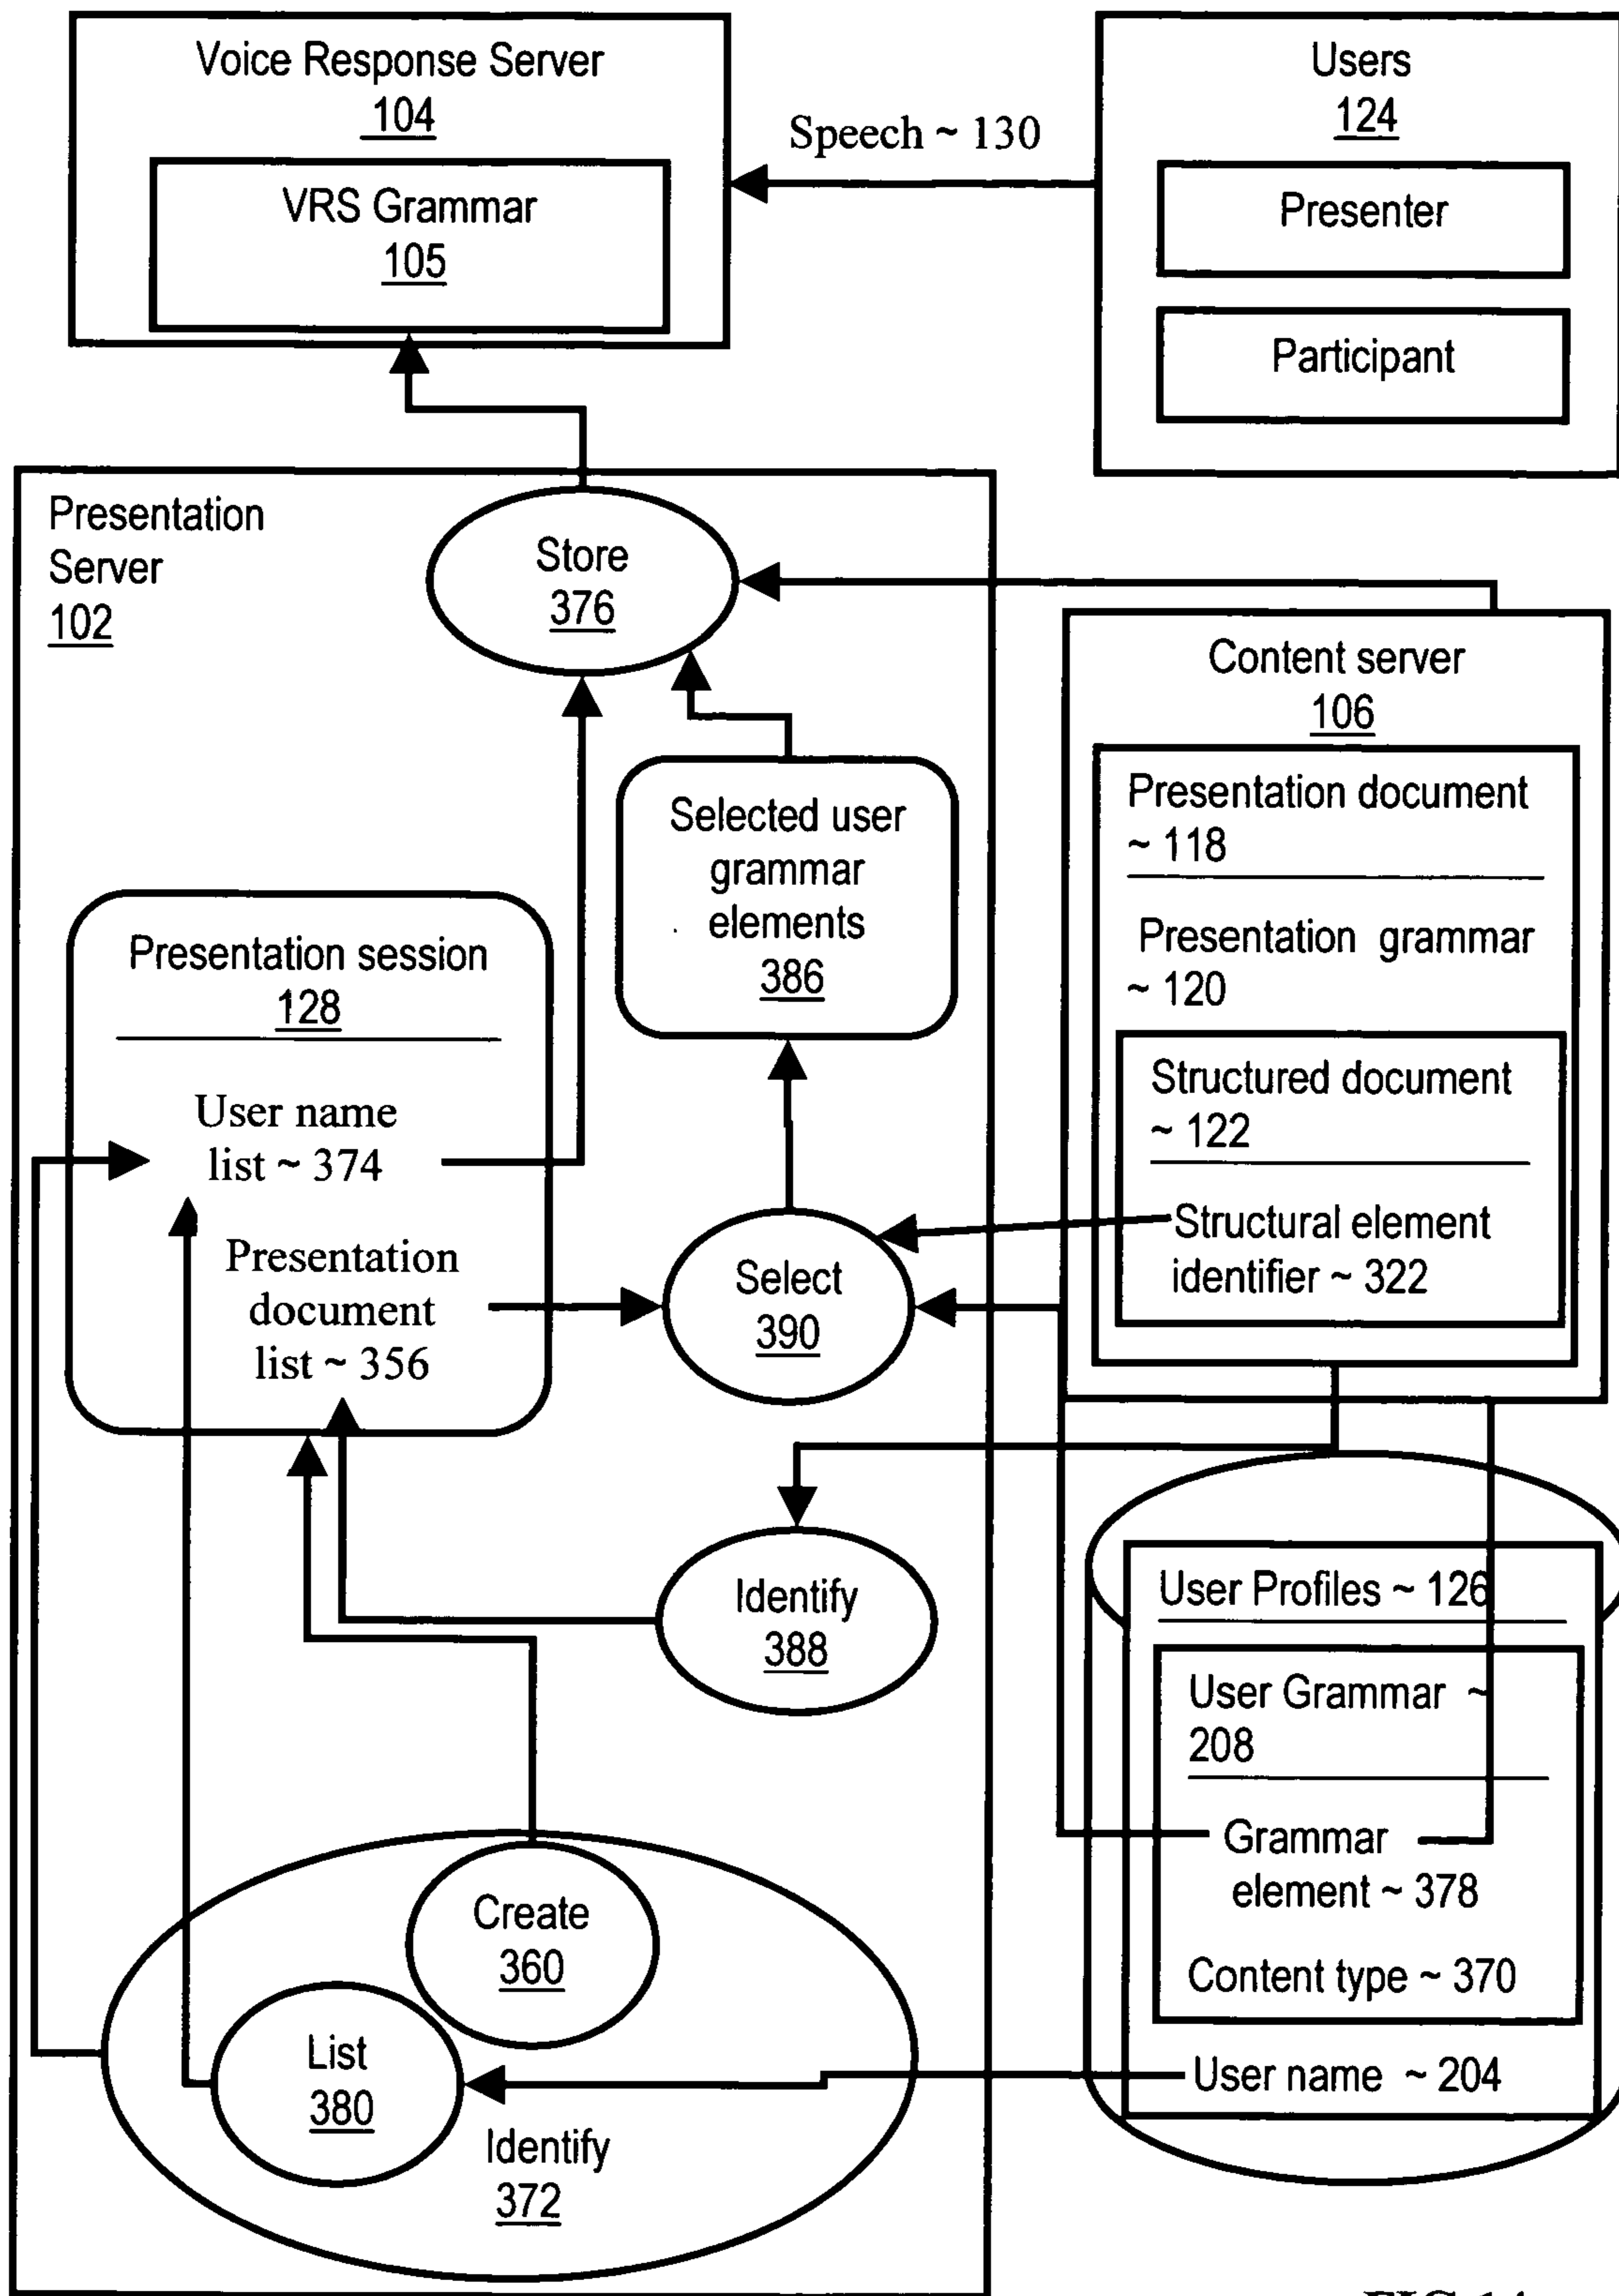 Voice Response Server
104
VRS Grammar
105
Speech ~ 130
Users
124
Presenter
Participant
Presentation
Server
102
Store
376
Content server
106
Presentation document
~ 118
Presentation grammar
~ 120
Structured document
~ 122
Structural element
identifier ~ 322
Selected user
grammar
elements
386
Presentation session
128
User name
list ~ 374
Presentation
document
list ~ 356
Select
390
Identify
388
User Profiles ~ 126
User Grammar ~
208
Grammar
element ~ 378
Content type ~ 370
User name ~ 204
Create
360
List
380
Identify
372